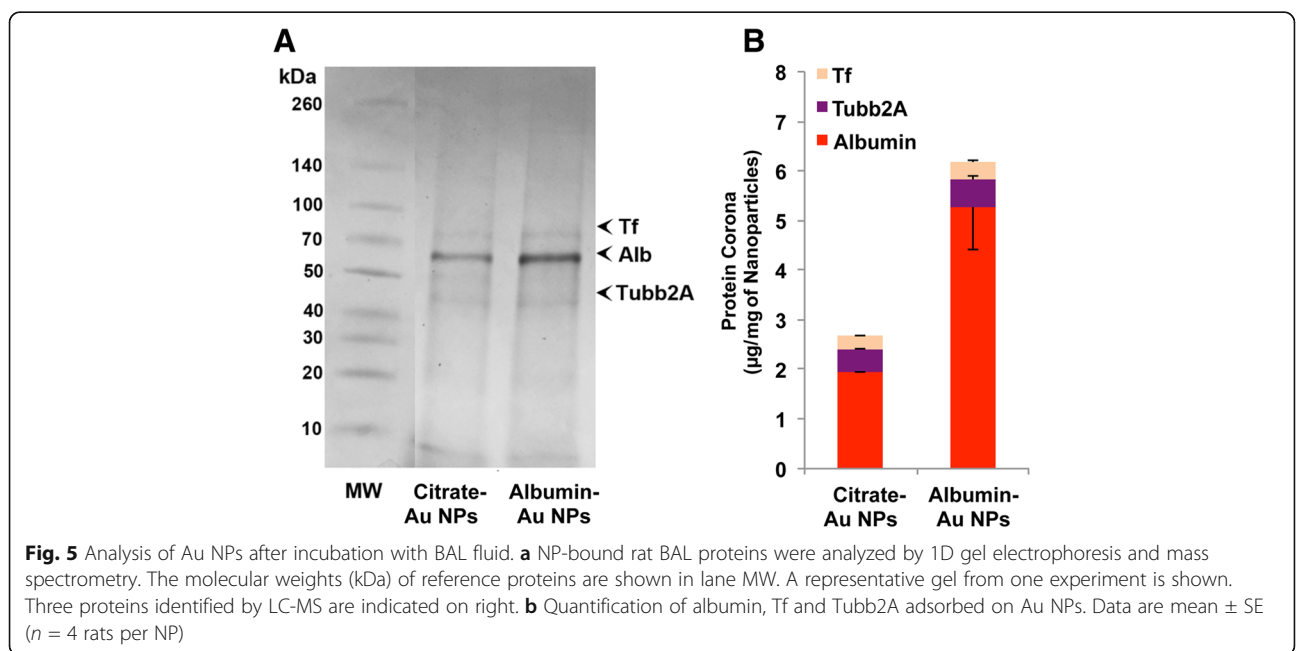 A
kDa
260
140
100
70
50
40
30
20
10
Tf
Alb
Tubb2A
MW
Citrate-
Au NPs
Albumin-
Au NPs
B
Protein Corona
(µg/mg of Nanoparticles)
8
7
6
5
4
3
2
1
0
Tf
Tubb2A
Albumin
Citrate-
Au NPs
Albumin-
Au NPs
Fig. 5 Analysis of Au NPs after incubation with BAL fluid. a NP-bound rat BAL proteins were analyzed by 1D gel electrophoresis and mass
spectrometry. The molecular weights (kDa) of reference proteins are shown in lane MW. A representative gel from one experiment is shown.
Three proteins identified by LC-MS are indicated on right. b Quantification of albumin, Tf and Tubb2A adsorbed on Au NPs. Data are mean ± SE
(n = 4 rats per NP)